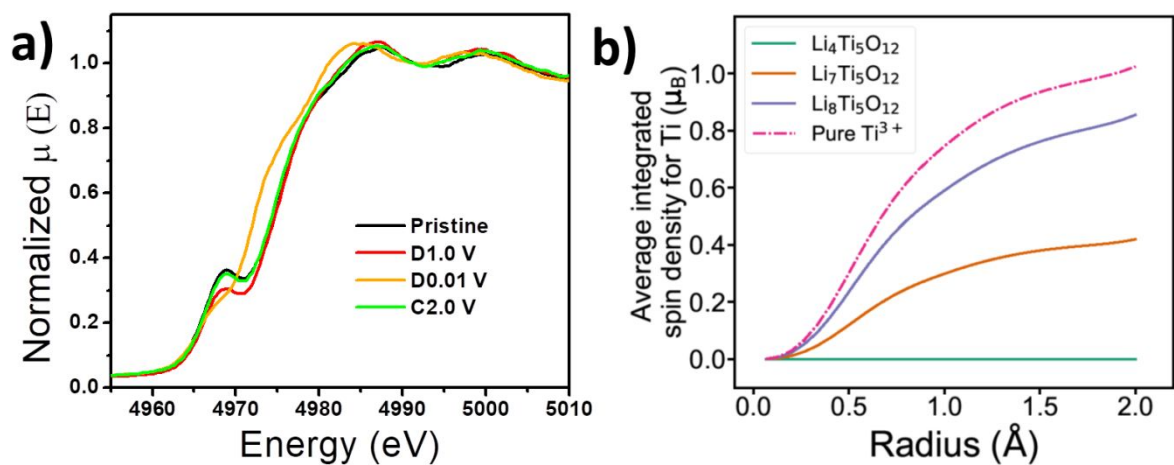 a)
Normalized μ (E)
1.0
0.8
0.6
0.4
0.2
0.0
Pristine
D1.0 V
D0.01 V
C2.0 V
4960 4970 4980 4990 5000 5010
Energy (eV)
b)
Average integrated
spin density for Ti (μB)
1.0
0.8
0.6
0.4
0.2
0.0
Li₄Ti₅O₁₂
Li₇Ti₅O₁₂
Li₈Ti₅O₁₂
Pure Ti³⁺
0.0 0.5 1.0 1.5 2.0
Radius (Å)